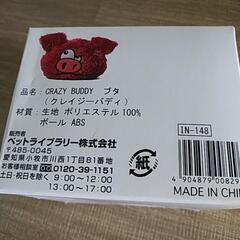 品名:CRAZY BUDDY ブタ
(クレイジーバディ)
材質:生地 ポリエステル100%
ボール ABS
IN-148
販売者
ペットライブラリー株式会社
〒485-0045
愛知県小牧市川西1丁目81番地
お客様相談室 0120-39-1151
土日・祝日を除く 9:00~12:00
13:00~17:00
紙
4 904879 00829
MADE IN CHI